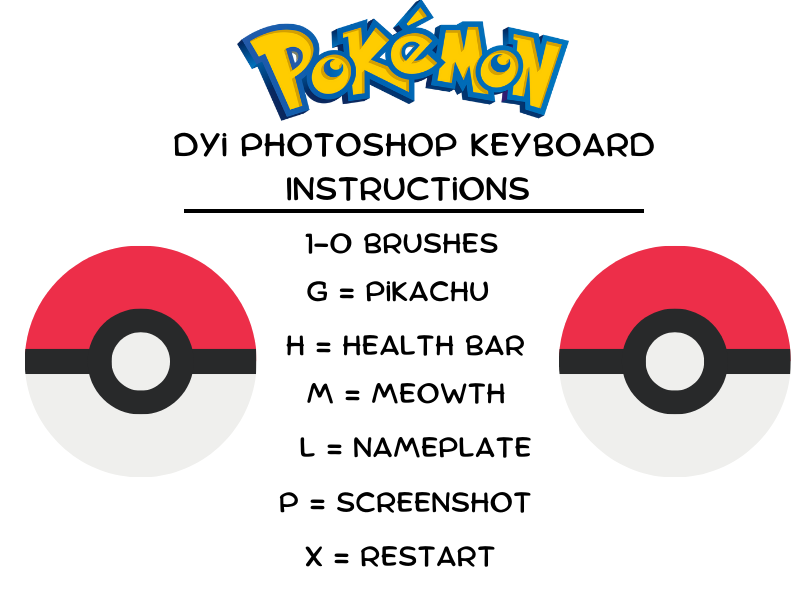 POKéMON
DYi PHOTOSHOP KEYBOARD
INSTRUCTiONS
1-0 BRUSHES
G = PiKACHU
H = HEALTH BAR
M = MEOWTH
L = NAMEPLATE
P = SCREENSHOT
X = RESTART